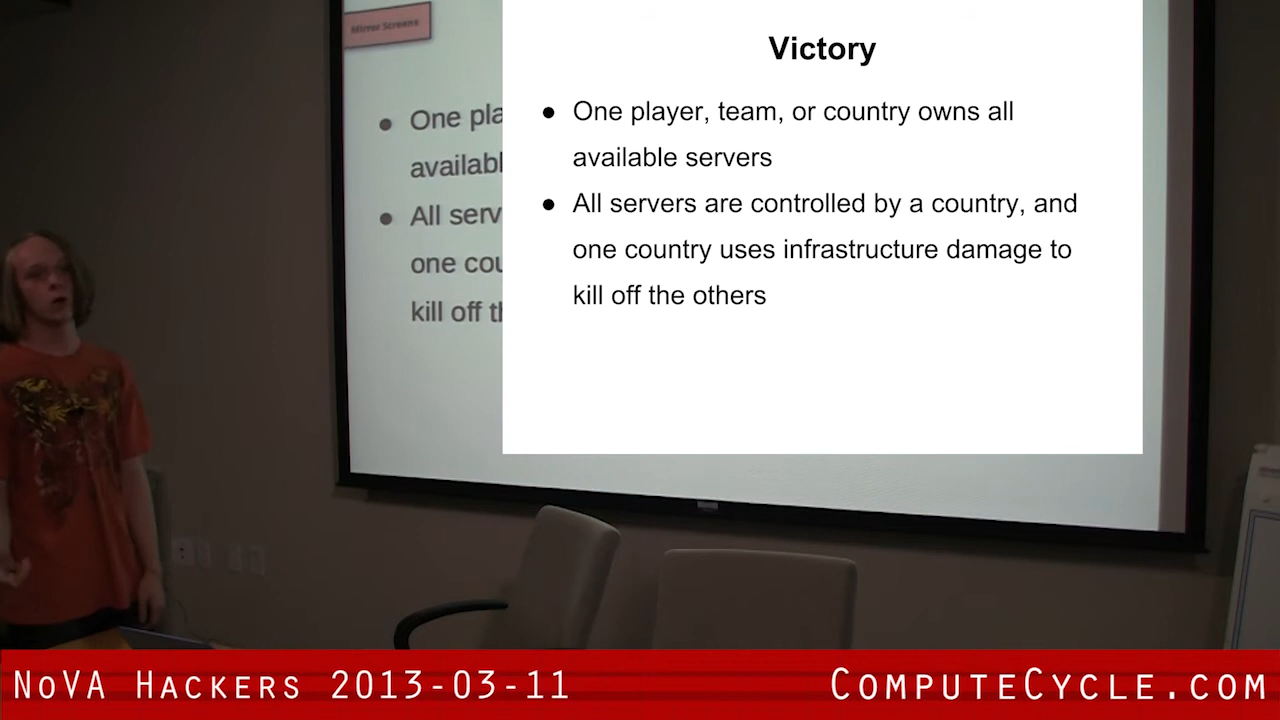 Mirror Screens
One pla
availabl
All serv
one cou
kill off th
Victory
● One player, team, or country owns all
available servers
● All servers are controlled by a country, and
one country uses infrastructure damage to
kill off the others
NoVA Hackers 2013-03-11
ComputeCycle.com